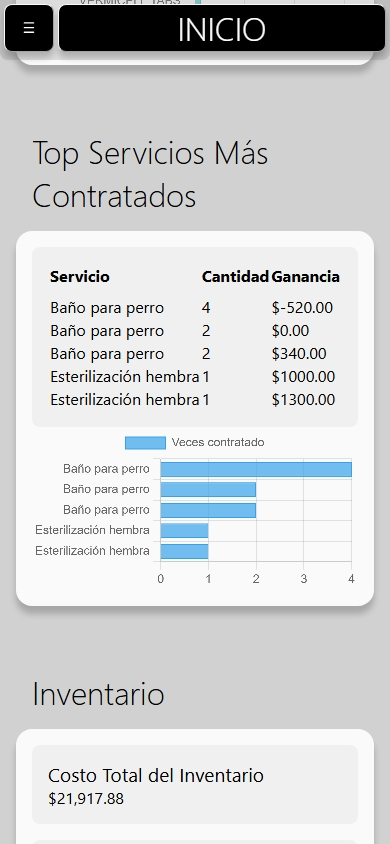 VERMICELL TABS
☰ INICIO
Top Servicios Más
Contratados
Servicio Cantidad Ganancia
Baño para perro 4 $-520.00
Baño para perro 2 $0.00
Baño para perro 2 $340.00
Esterilización hembra 1 $1000.00
Esterilización hembra 1 $1300.00
Veces contratado
Baño para perro
Baño para perro
Baño para perro
Esterilización hembra
Esterilización hembra
0 1 2 3 4
Inventario
Costo Total del Inventario
$21,917.88